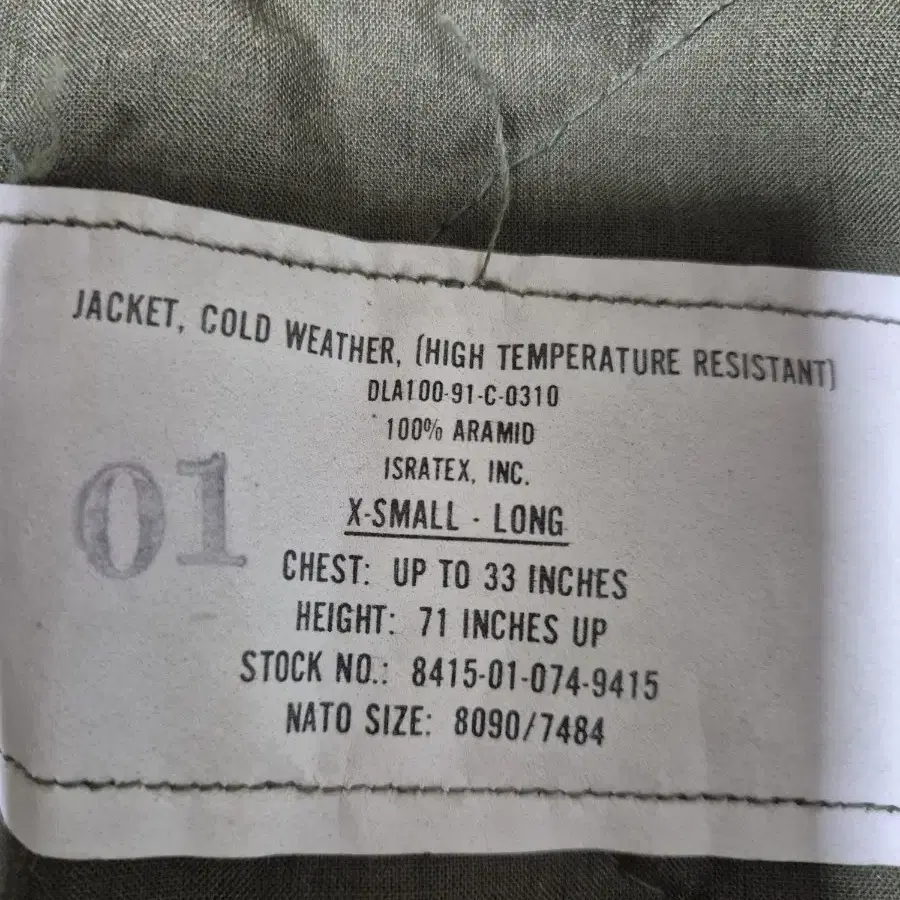 JACKET, COLD WEATHER, (HIGH TEMPERATURE RESISTANT)
DLA100-91-C-0310
100% ARAMID
ISRATEX, INC.
X-SMALL - LONG
01
CHEST: UP TO 33 INCHES
HEIGHT: 71 INCHES UP
STOCK NO.: 8415-01-074-9415
NATO SIZE: 8090/7484